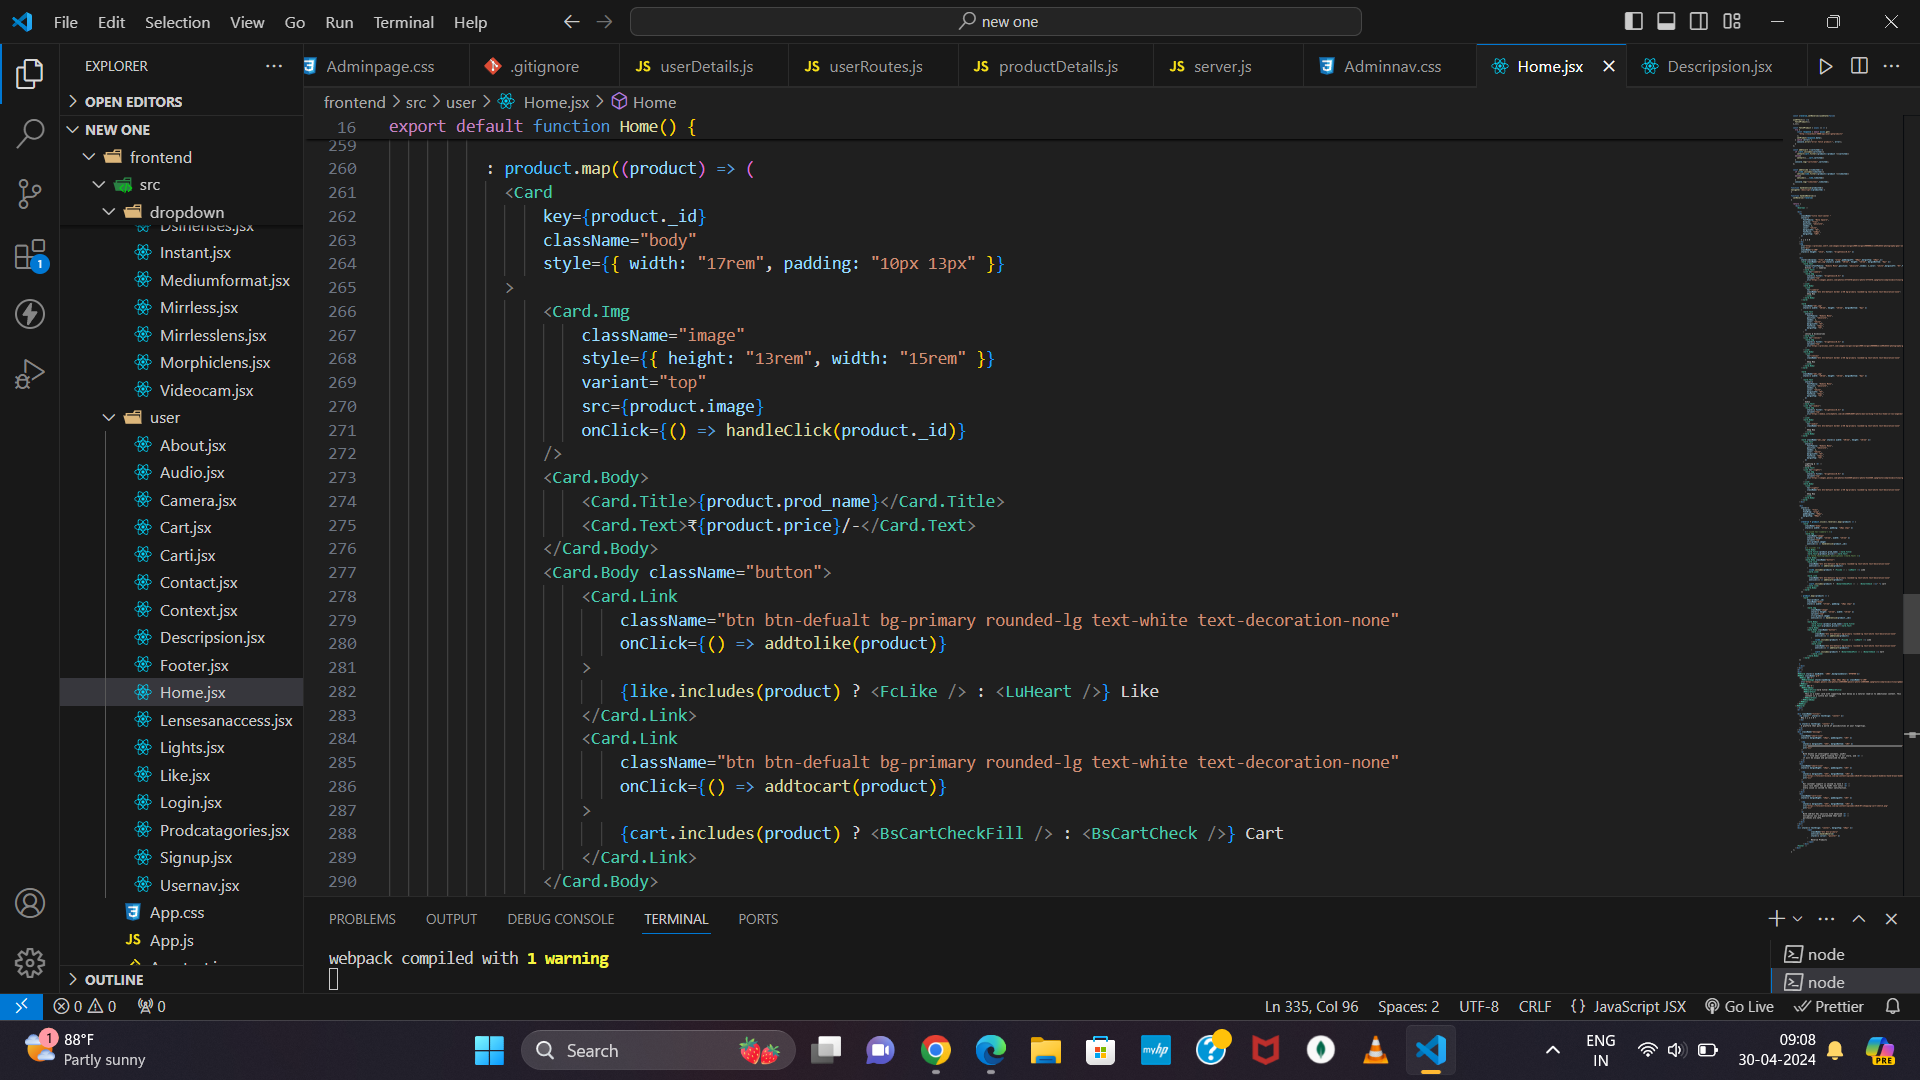 File Edit Selection View Go Run Terminal Help
new one
EXPLORER
Adminpage.css
.gitignore
JS userDetails.js
JS userRoutes.js
JS productDetails.js
JS server.js
Adminnav.css
Home.jsx
Descripsion.jsx
OPEN EDITORS
NEW ONE
frontend
src
dropdown
Dslrlenses.jsx
Instant.jsx
Mediumformat.jsx
Mirrless.jsx
Mirrlesslens.jsx
Morphiclens.jsx
Videocam.jsx
user
About.jsx
Audio.jsx
Camera.jsx
Cart.jsx
Carti.jsx
Contact.jsx
Context.jsx
Descripsion.jsx
Footer.jsx
Home.jsx
Lensesanaccess.jsx
Lights.jsx
Like.jsx
Login.jsx
Prodcatagories.jsx
Signup.jsx
Usernav.jsx
App.css
JS App.js
OUTLINE
1
frontend > src > user > Home.jsx > Home
16 export default function Home() {
259
260 : product.map((product) => (
261 <Card
262 key={product._id}
263 className="body"
264 style={{ width: "17rem", padding: "10px 13px" }}
265 >
266 <Card.Img
267 className="image"
268 style={{ height: "13rem", width: "15rem" }}
269 variant="top"
270 src={product.image}
271 onClick={() => handleClick(product._id)}
272 />
273 <Card.Body>
274 <Card.Title>{product.prod_name}</Card.Title>
275 <Card.Text>₹{product.price}/-</Card.Text>
276 </Card.Body>
277 <Card.Body className="button">
278 <Card.Link
279 className="btn btn-defualt bg-primary rounded-lg text-white text-decoration-none"
280 onClick={() => addtolike(product)}
281 >
282 {like.includes(product) ? <FcLike /> : <LuHeart />} Like
283 </Card.Link>
284 <Card.Link
285 className="btn btn-defualt bg-primary rounded-lg text-white text-decoration-none"
286 onClick={() => addtocart(product)}
287 >
288 {cart.includes(product) ? <BsCartCheckFill /> : <BsCartCheck />} Cart
289 </Card.Link>
290 </Card.Body>
PROBLEMS OUTPUT DEBUG CONSOLE TERMINAL PORTS
webpack compiled with 1 warning
node
node
0 0 0
Ln 335, Col 96 Spaces: 2 UTF-8 CRLF {} JavaScript JSX Go Live Prettier
1
88°F
Partly sunny
Search
myhp
ENG
IN
09:08
30-04-2024
PRE